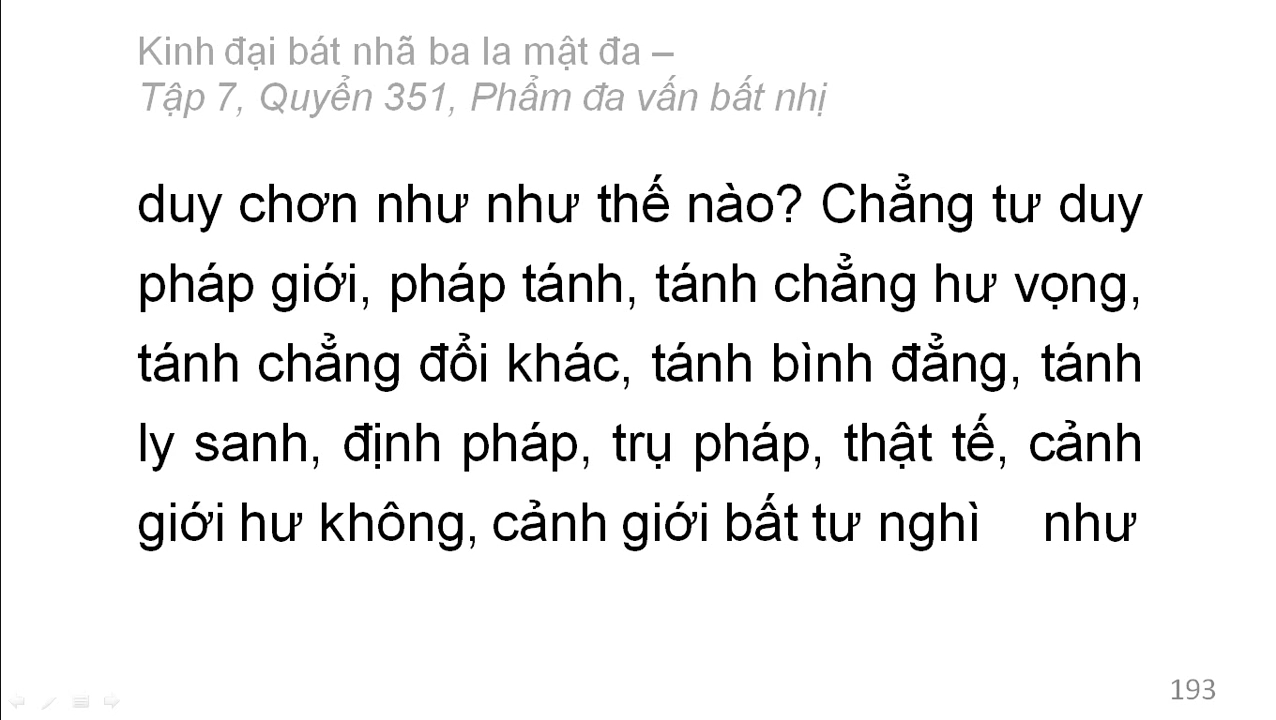 Kinh đại bát nhã ba la mật đa –
Tập 7, Quyển 351, Phẩm đa vấn bất nhị
duy chơn như như thế nào? Chẳng tư duy
pháp giới, pháp tánh, tánh chẳng hư vọng,
tánh chẳng đổi khác, tánh bình đẳng, tánh
ly sanh, định pháp, trụ pháp, thật tế, cảnh
giới hư không, cảnh giới bất tư nghì như
193